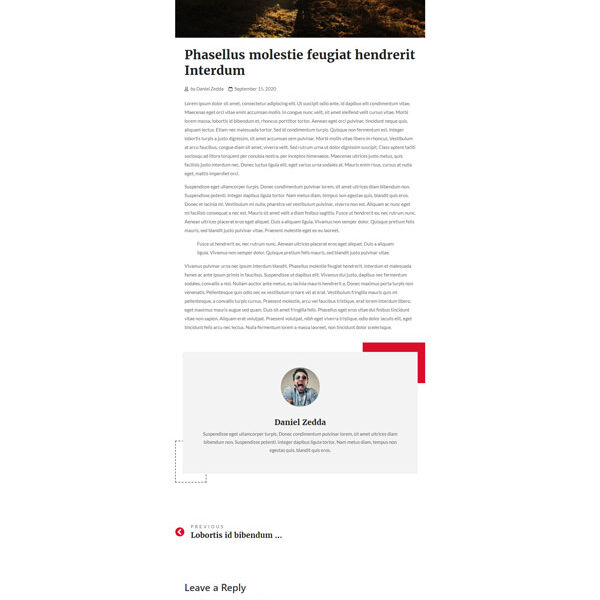 Phasellus molestie feugiat hendrerit
Interdum
by Daniel Zedda September 15, 2020
Lorem ipsum dolor sit amet, consectetur adipiscing elit. Ut suscipit odio ante, id dapibus elit condimentum vitae.
Maecenas eget orci vitae enim accumsan mollis. In congue nunc velit, sit amet eleifend velit cursus vitae. Morbi
lorem massa, lobortis id bibendum et, rhoncus porttitor tortor. Aenean eget orci pulvinar, tincidunt neque quis,
aliquam lectus. Etiam nec malesuada tortor. Sed id condimentum turpis. Quisque non fermentum est. Integer
lobortis turpis a justo dignissim, sit amet accumsan sem pulvinar. Morbi mollis vitae libero in rhoncus. Vestibulum
at arcu faucibus, congue diam sit amet, viverra velit. Sed rutrum urna ut dolor dignissim suscipit. Class aptent taciti
sociosqu ad litora torquent per conubia nostra, per inceptos himenaeos. Maecenas ultricies justo metus, quis
facilisis justo interdum nec. Donec luctus ligula elit, eget varius urna sodales at. Mauris enim risus, cursus at nulla
eget, mattis imperdiet orci.
Suspendisse eget ullamcorper turpis. Donec condimentum pulvinar lorem, sit amet ultrices diam bibendum non.
Suspendisse potenti. Integer dapibus ligula tortor. Nam metus diam, tempus non egestas quis, blandit quis eros.
Donec et lacinia mi. Vestibulum mi nulla, pharetra vel vestibulum pulvinar, viverra non est. Aliquam ac nunc eget
mi facilisis consequat a nec est. Mauris sit amet velit a diam finibus sagittis. Fusce ut hendrerit ex, nec rutrum nunc.
Aenean ultrices placerat eros eget aliquet. Duis a aliquam ligula. Vivamus non semper dolor. Quisque pretium felis
mauris, sed blandit justo pulvinar vitae. Praesent molestie eget ex eu laoreet.
Fusce ut hendrerit ex, nec rutrum nunc. Aenean ultrices placerat eros eget aliquet. Duis a aliquam
ligula. Vivamus non semper dolor. Quisque pretium felis mauris, sed blandit justo pulvinar vitae.
Vivamus pulvinar urna nec ipsum interdum blandit. Phasellus molestie feugiat hendrerit. Interdum et malesuada
fames ac ante ipsum primis in faucibus. Suspendisse ut dapibus elit. Vivamus dui justo, dapibus nec fermentum
sodales, convallis a nisl. Nullam auctor ante metus, eu lacinia mauris hendrerit e. Donec maximus porta turpis non
venenatis. Pellentesque quis odio nec ex vestibulum ornare vel at erat. Vestibulum fringilla mauris quis mi
pellentesque, a convallis turpis cursus. Praesent molestie, arcu vel faucibus tristique, erat lorem interdum libero,
eget maximus mauris augue sed quam. Duis sit amet fringilla felis. Phasellus eget eros vitae dui finibus tincidunt
vitae non sapien. Aliquam erat volutpat. Praesent volutpat, nibh eget viverra tristique, odio dolor iaculis elit, eget
tincidunt felis arcu nec lectus. Nulla fermentum lorem a massa laoreet, non tincidunt dolor scelerisque.
Daniel Zedda
Suspendisse eget ullamcorper turpis. Donec condimentum pulvinar lorem, sit amet ultrices diam
bibendum non. Suspendisse potenti. Integer dapibus ligula tortor. Nam metus diam, tempus non
egestas quis, blandit quis eros.
PREVIOUS
Lobortis id bibendum ...
Leave a Reply